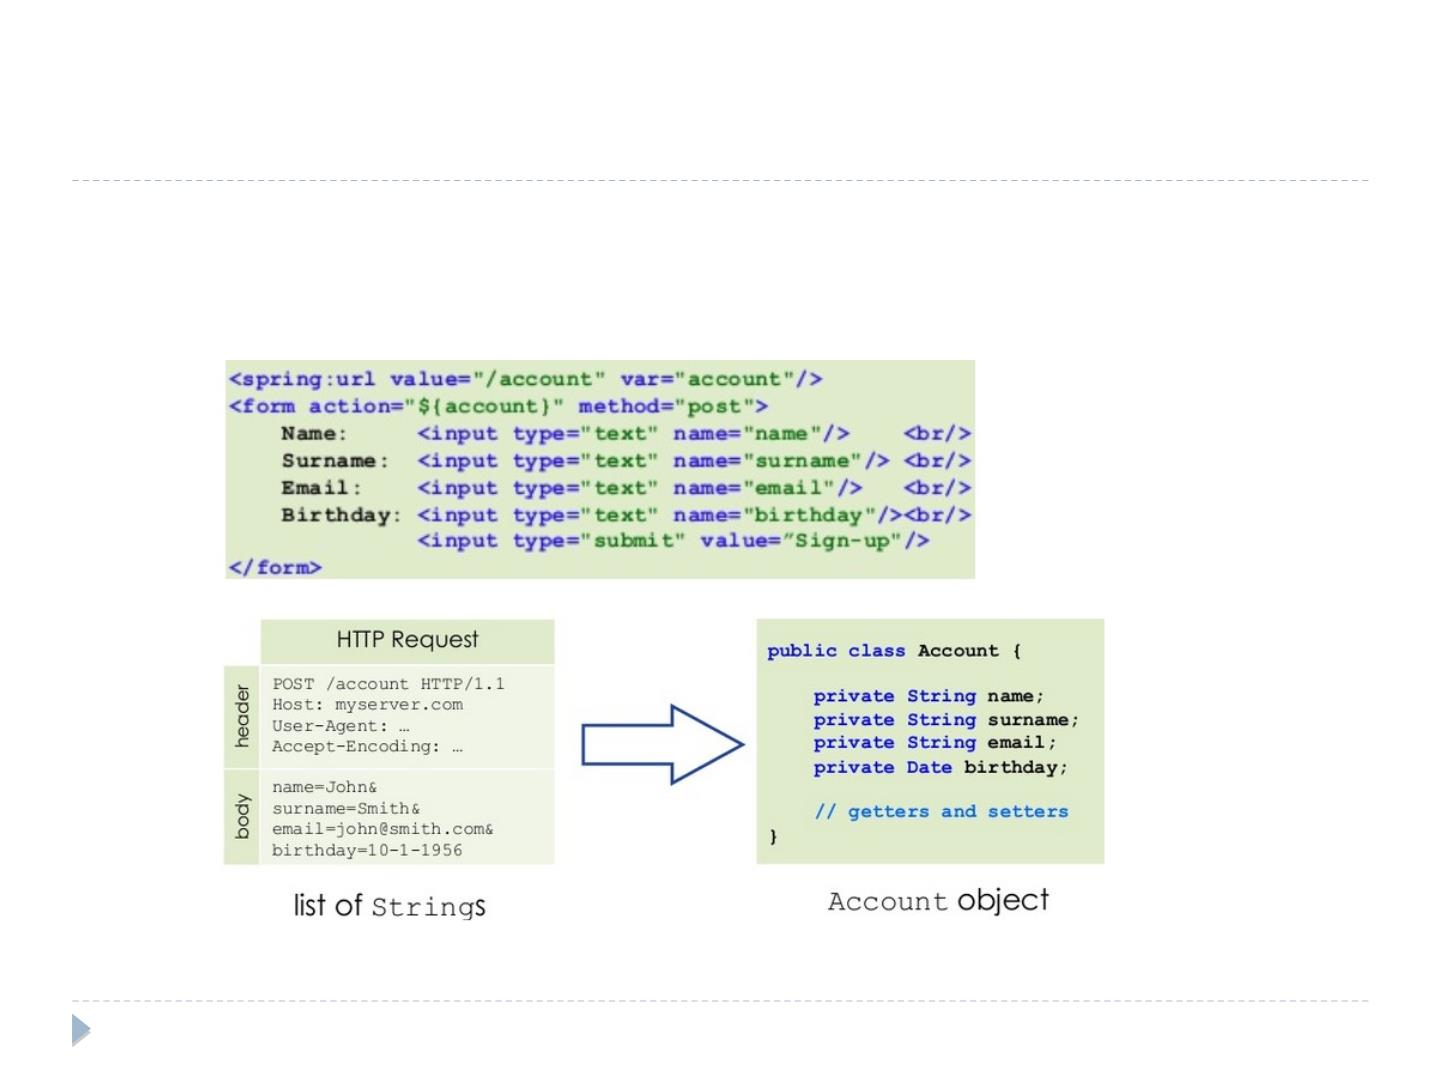 <spring:url value="/account" var="account"/>
<form action="${account}" method="post">
Name: <input type="text" name="name"/> <br/>
Surname: <input type="text" name="surname"/> <br/>
Email: <input type="text" name="email"/> <br/>
Birthday: <input type="text" name="birthday"/><br/>
<input type="submit" value=”Sign-up"/>
</form>
HTTP Request
header
POST /account HTTP/1.1
Host: myserver.com
User-Agent: …
Accept-Encoding: …
body
name=John&
surname=Smith&
email=john@smith.com&
birthday=10-1-1956
list of Strings
public class Account {
private String name;
private String surname;
private String email;
private Date birthday;
// getters and setters
}
Account object